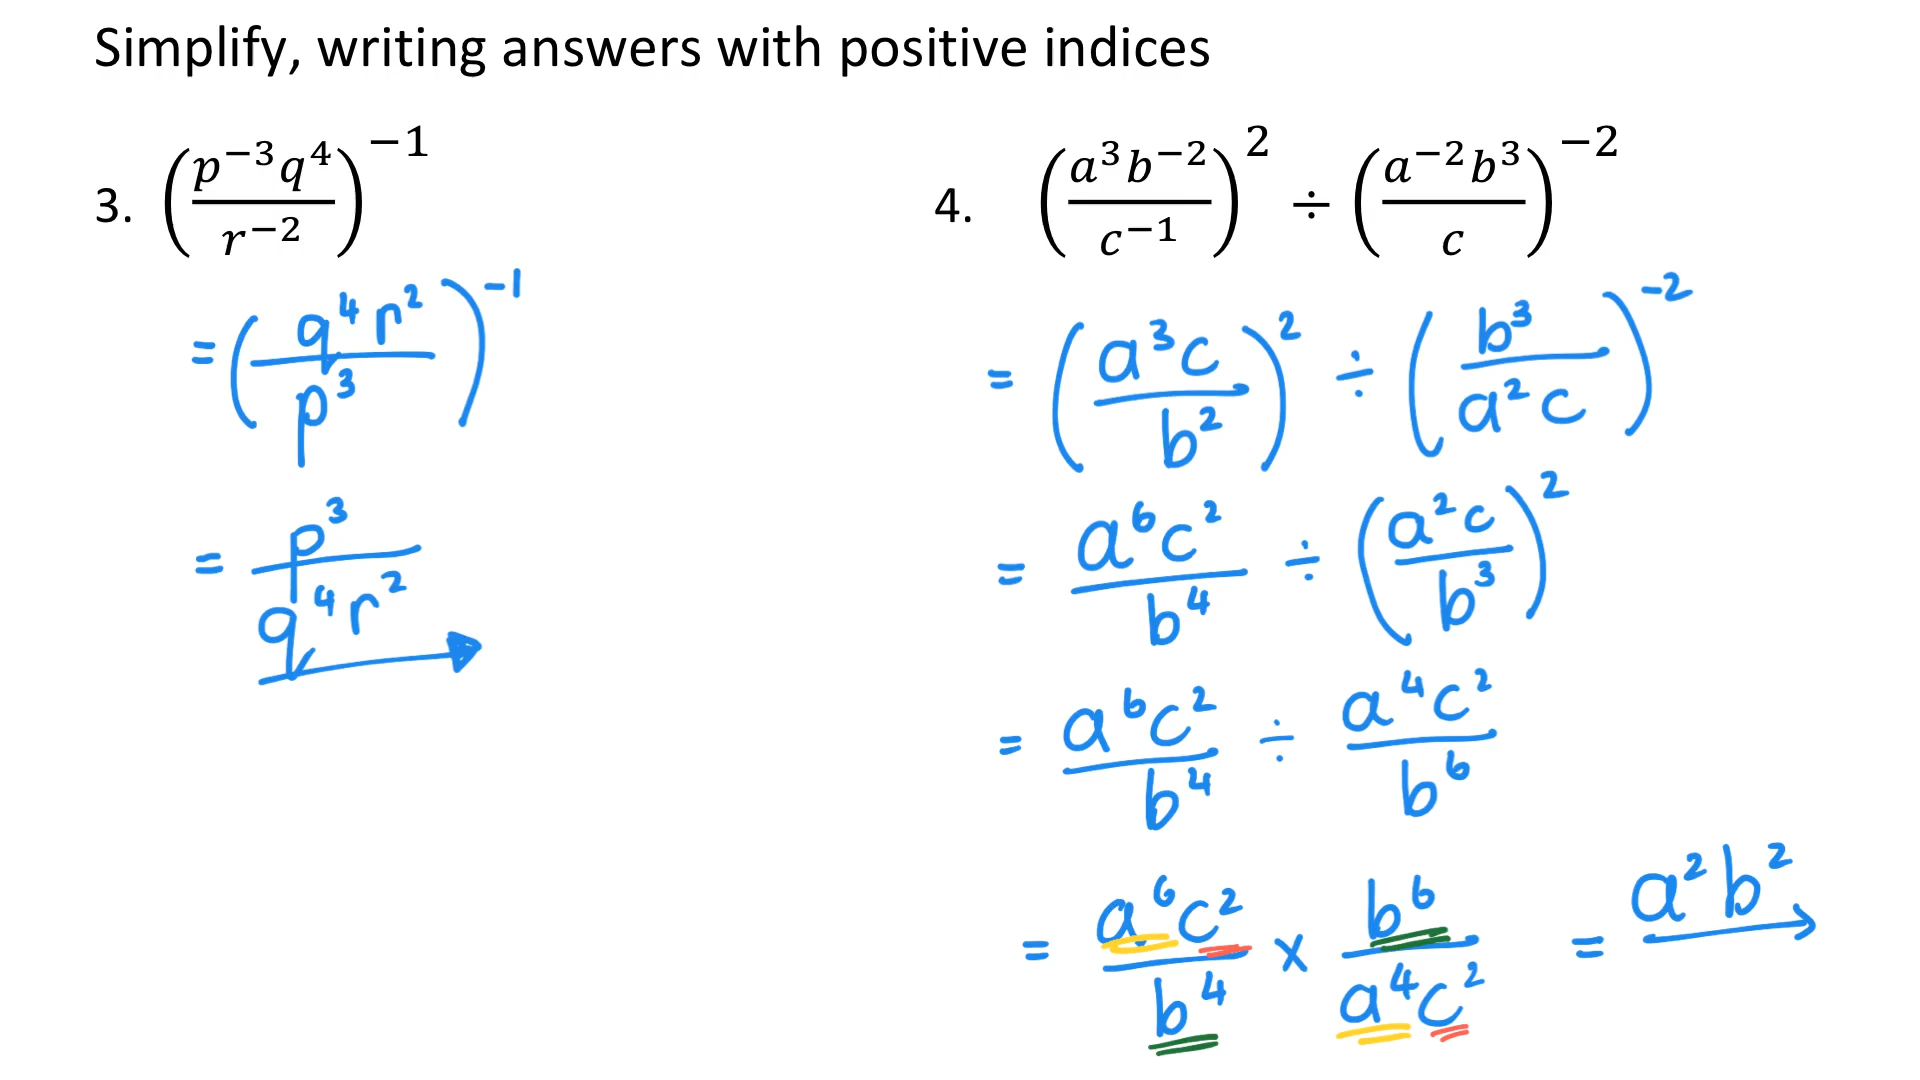 Simplify, writing answers with positive indices
3. (p⁻³q⁴ / r⁻²)⁻¹
= (q⁴r² / p³)⁻¹
= p³ / q⁴r²
4. (a³b⁻² / c⁻¹)² ÷ (a⁻²b³ / c)⁻²
= (a³c / b²)² ÷ (b³ / a²c)⁻²
= a⁶c² / b⁴ ÷ (a²c / b³)²
= a⁶c² / b⁴ ÷ a⁴c² / b⁶
= a⁶c² / b⁴ × b⁶ / a⁴c² = a²b²